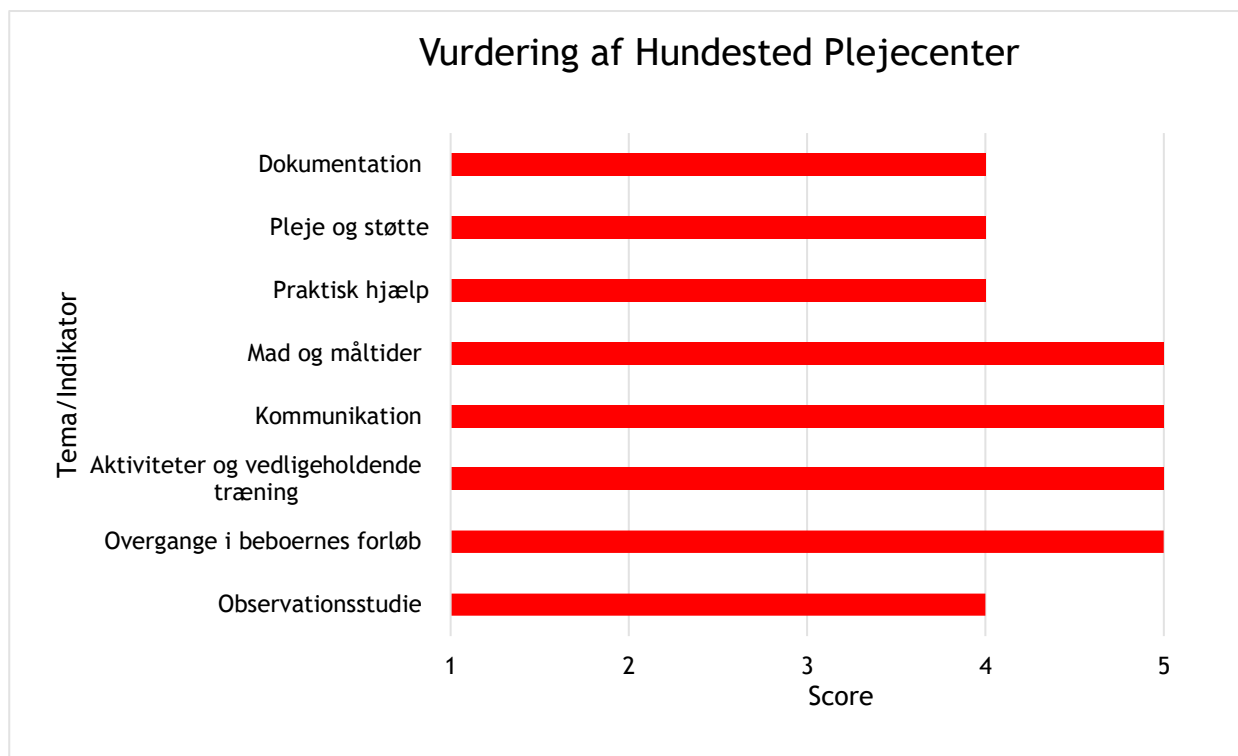 Vurdering af Hundested Plejecenter
Tema/Indikator
Dokumentation
Pleje og støtte
Praktisk hjælp
Mad og måltider
Kommunikation
Aktiviteter og vedligeholdende
træning
Overgange i beboernes forløb
Observationsstudie
1 2 3 4 5
Score